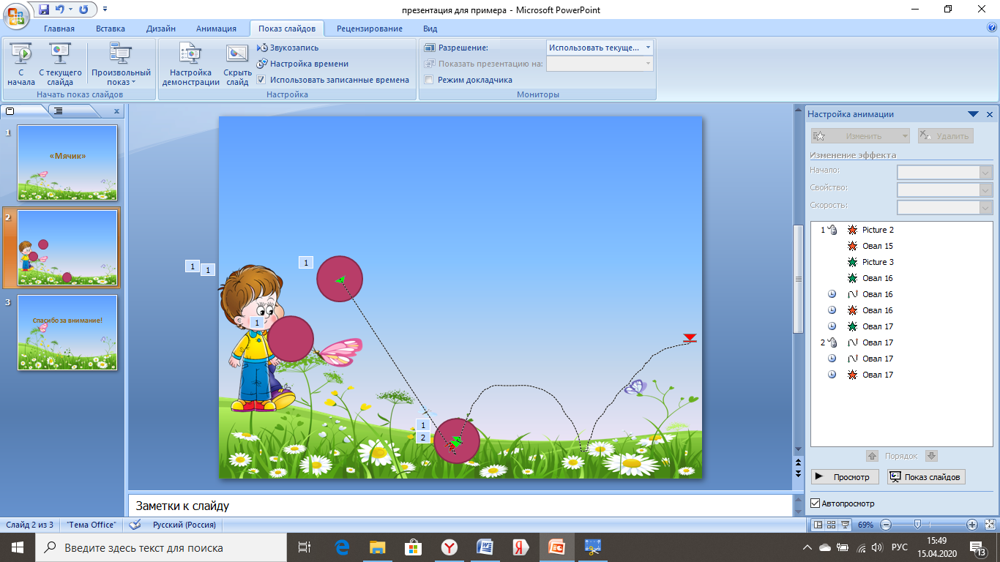 презентация для примера - Microsoft PowerPoint
Главная Вставка Дизайн Анимация Показ слайдов Рецензирование Вид
С начала
С текущего слайда
Произвольный показ
Начать показ слайдов
Настройка демонстрации
Скрыть слайд
Звукозапись
Настройка времени
Использовать записанные времена
Настройка
Разрешение: Использовать текуще...
Показать презентацию на:
Режим докладчика
Мониторы
1
«Мячик»
2
3
Спасибо за внимание!
1 1
1
1
1
2
Заметки к слайду
Настройка анимации
Изменить Удалить
Изменение эффекта
Начало:
Свойство:
Скорость:
1 Picture 2
Овал 15
Picture 3
Овал 16
Овал 16
Овал 16
Овал 17
2 Овал 17
Овал 17
Овал 17
Порядок
Просмотр Показ слайдов
Автопросмотр
Слайд 2 из 3 "Тема Office" Русский (Россия) 69%
Введите здесь текст для поиска
РУС
15:49
15.04.2020
13